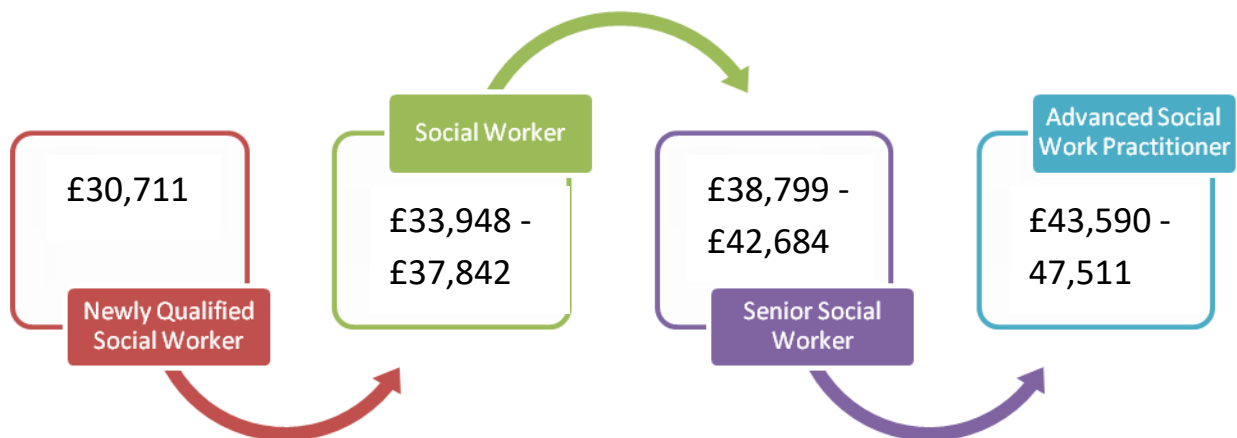 £30,711
Newly Qualified
Social Worker
Social Worker
£33,948 -
£37,842
£38,799 -
£42,684
Senior Social
Worker
Advanced Social
Work Practitioner
£43,590 -
47,511